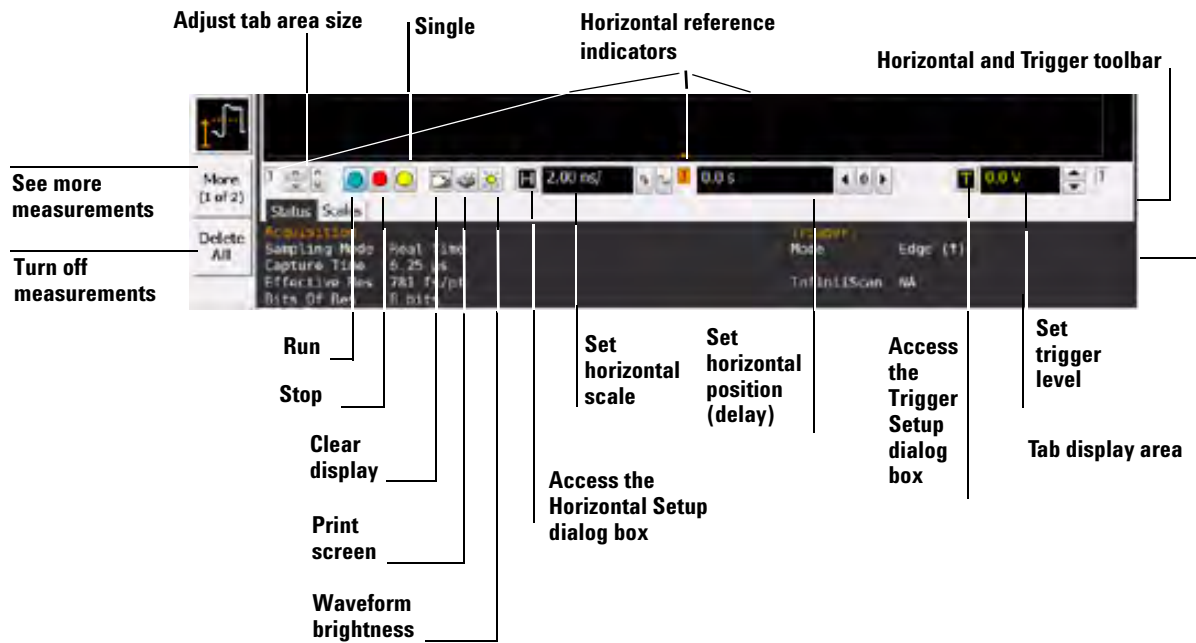 Adjust tab area size
Single
Horizontal reference
indicators
Horizontal and Trigger toolbar
See more
measurements
Turn off
measurements
More
(1 of 2)
Delete
All
H
2.00 ns/
0.0 s
0
T
0.0 V
Status
Scales
Acquisition
Sampling Mode
Real Time
Capture Time
6.25
Effective Res
781 fs/pt
Bits Of Res
8 bits
Trigger
Mode
Edge (↑)
InfiniiScan
NA
Run
Stop
Clear
display
Print
screen
Waveform
brightness
Access the
Horizontal Setup
dialog box
Set
horizontal
scale
Set
horizontal
position
(delay)
Access
the
Trigger
Setup
dialog
box
Set
trigger
level
Tab display area